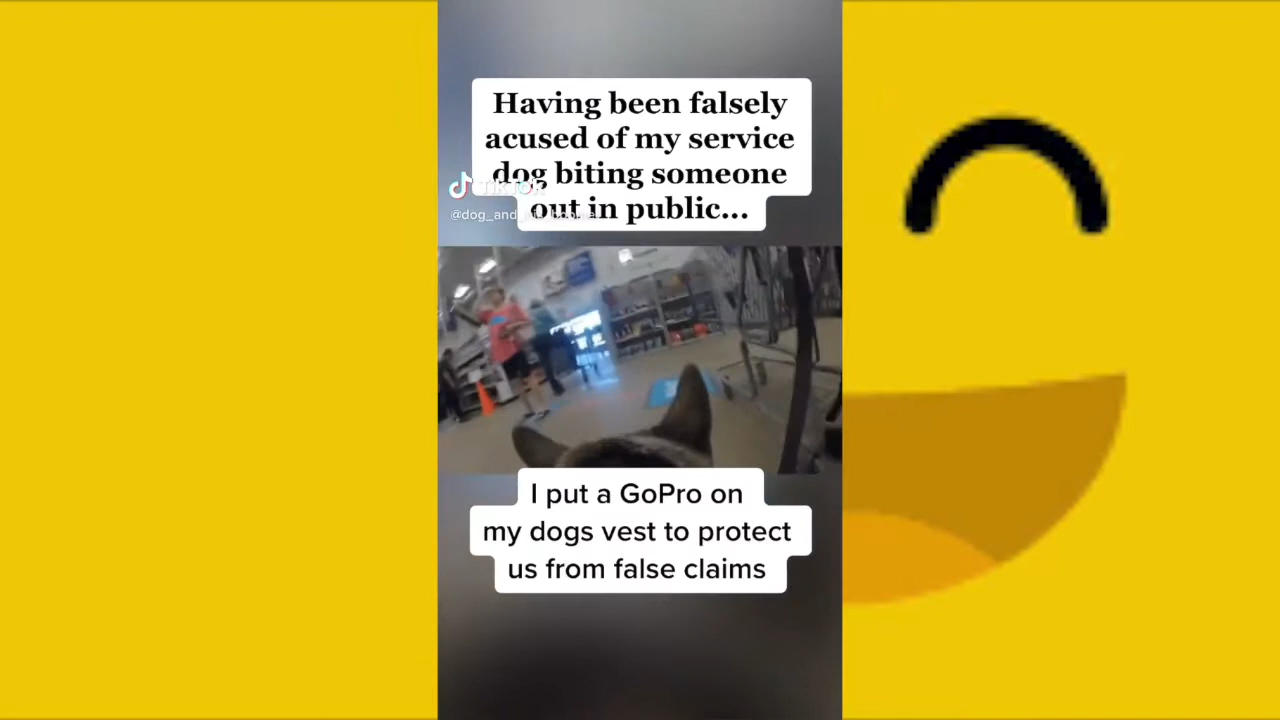 Having been falsely
acused of my service
dog biting someone
out in public...
TikTok
I put a GoPro on
my dogs vest to protect
us from false claims